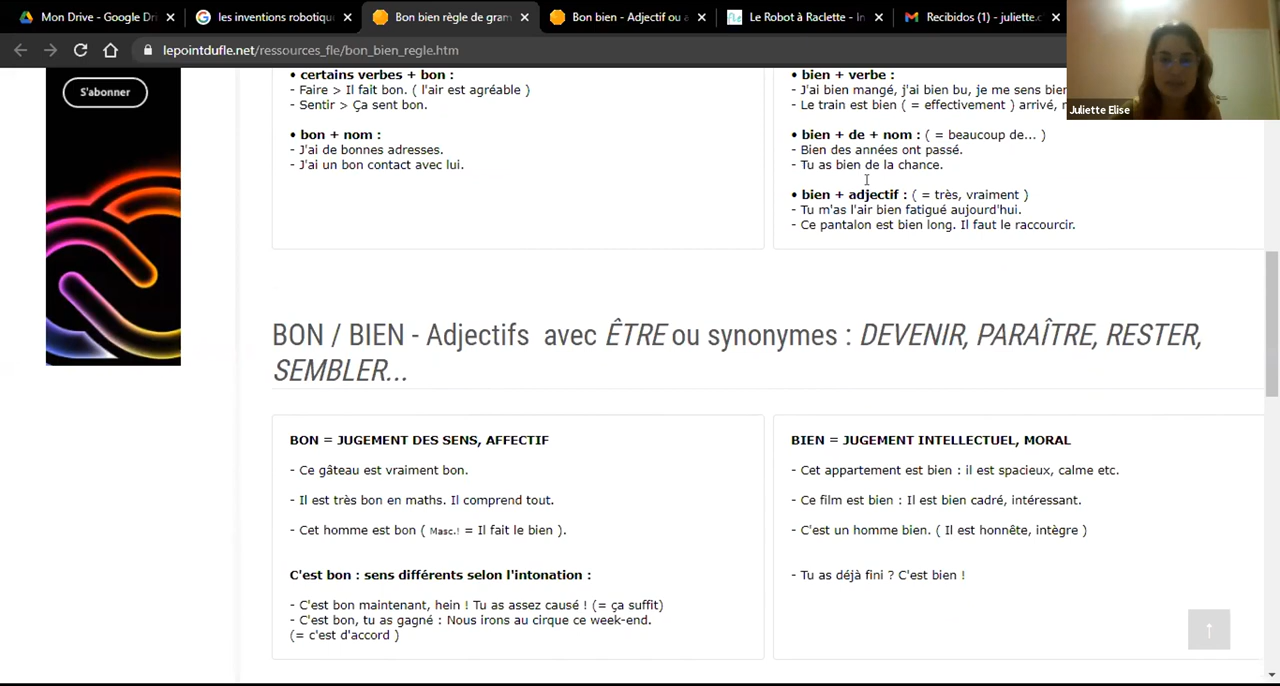 Mon Drive - Google Dri
les inventions robotiqu
Bon bien règle de gram
Bon bien - Adjectif ou a
Le Robot à Raclette - In
Recibidos (1) - juliette.c
lepointdufle.net/ressources_fle/bon_bien_regle.htm
Juliette Elise
S'abonner
• certains verbes + bon :
- Faire > Il fait bon. ( l'air est agréable )
- Sentir > Ça sent bon.
• bon + nom :
- J'ai de bonnes adresses.
- J'ai un bon contact avec lui.
• bien + verbe :
- J'ai bien mangé, j'ai bien bu, je me sens bien
- Le train est bien ( = effectivement ) arrivé,
• bien + de + nom : ( = beaucoup de... )
- Bien des années ont passé.
- Tu as bien de la chance.
• bien + adjectif : ( = très, vraiment )
- Tu m'as l'air bien fatigué aujourd'hui.
- Ce pantalon est bien long. Il faut le raccourcir.
BON / BIEN - Adjectifs avec ÊTRE ou synonymes : DEVENIR, PARAÎTRE, RESTER,
SEMBLER...
BON = JUGEMENT DES SENS, AFFECTIF
- Ce gâteau est vraiment bon.
- Il est très bon en maths. Il comprend tout.
- Cet homme est bon ( Masc.! = Il fait le bien ).
C'est bon : sens différents selon l'intonation :
- C'est bon maintenant, hein ! Tu as assez causé ! (= ça suffit)
- C'est bon, tu as gagné : Nous irons au cirque ce week-end.
(= c'est d'accord )
BIEN = JUGEMENT INTELLECTUEL, MORAL
- Cet appartement est bien : il est spacieux, calme etc.
- Ce film est bien : Il est bien cadré, intéressant.
- C'est un homme bien. ( Il est honnête, intègre )
- Tu as déjà fini ? C'est bien !